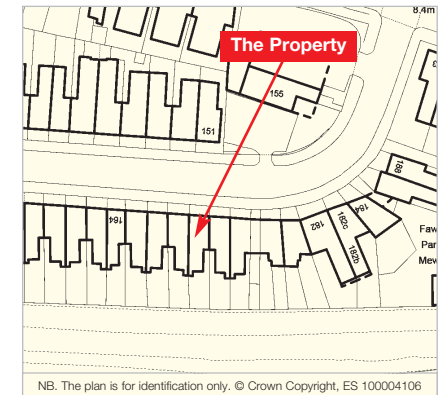 8.4m
The Property
155
151
188
164
184
182
182c
182b
Faw
Par
Mew
NB. The plan is for identification only. © Crown Copyright, ES 100004106